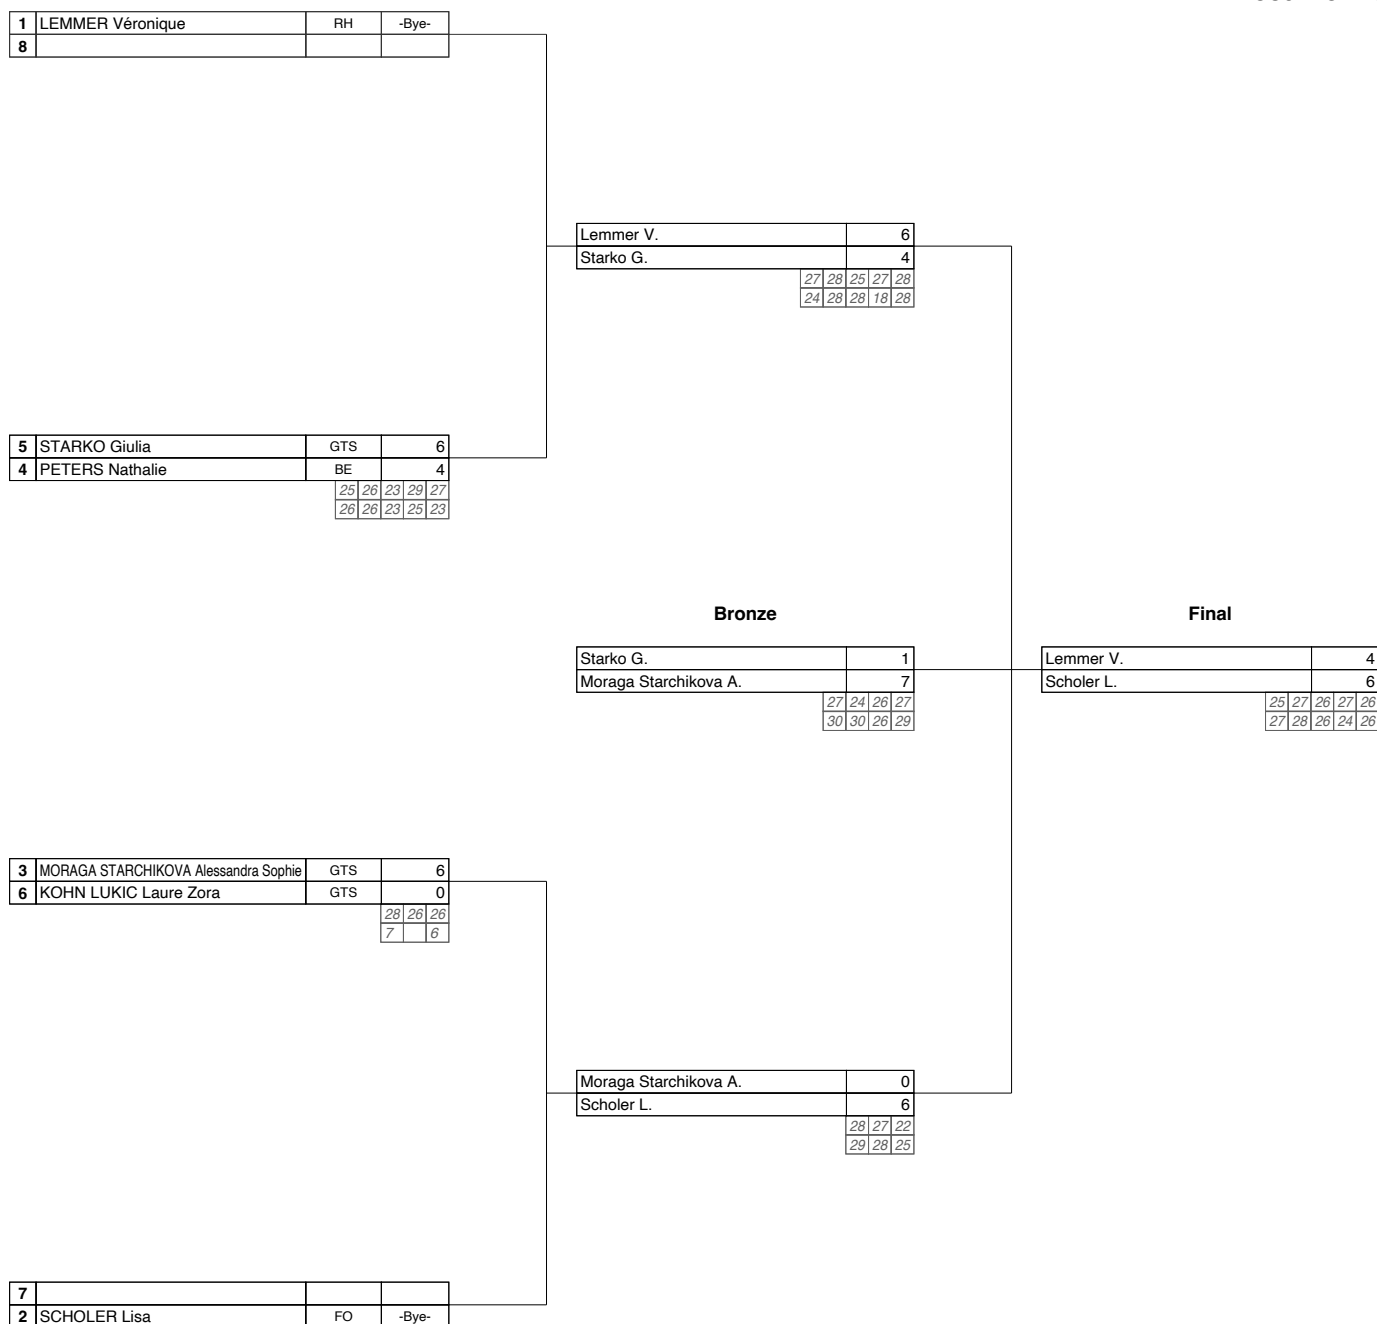 1 LEMMER Véronique RH -Bye-
8
Lemmer V. 6
Starko G. 4
27 28 25 27 28
24 28 28 18 28
5 STARKO Giulia GTS 6
4 PETERS Nathalie BE 4
25 26 23 29 27
26 26 23 25 23
Bronze
Final
Starko G. 1
Moraga Starchikova A. 7
27 24 26 27
30 30 26 29
Lemmer V. 4
Scholer L. 6
25 27 26 27 26
27 28 26 24 26
3 MORAGA STARCHIKOVA Alessandra Sophie GTS 6
6 KOHN LUKIC Laure Zora GTS 0
28 26 26
7 6
Moraga Starchikova A. 0
Scholer L. 6
28 27 22
29 28 25
7
2 SCHOLER Lisa FO -Bye-